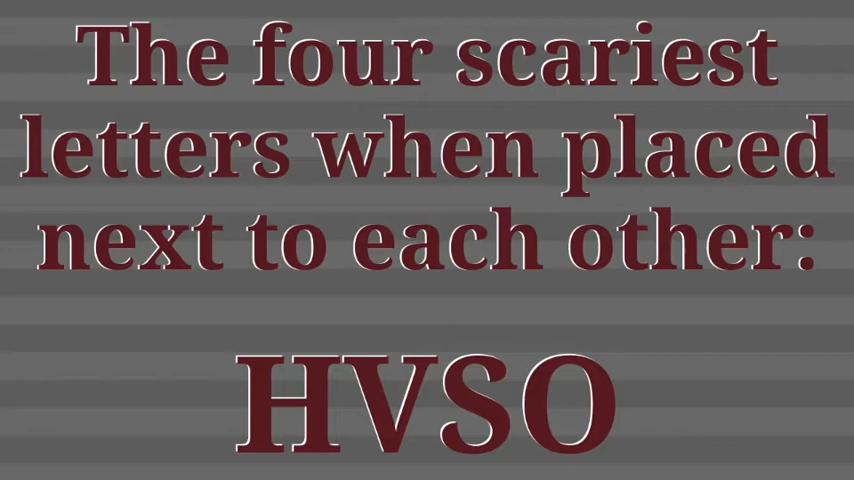 The four scariest
letters when placed
next to each other:
HVSO